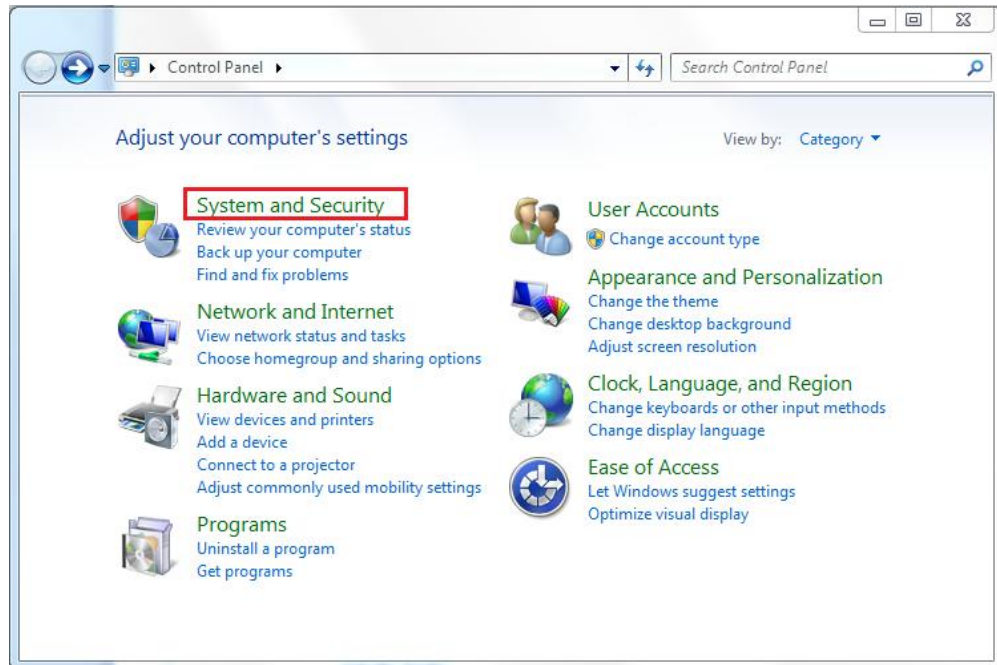 Control Panel
Search Control Panel
Adjust your computer's settings
View by: Category
System and Security
Review your computer's status
Back up your computer
Find and fix problems
Network and Internet
View network status and tasks
Choose homegroup and sharing options
Hardware and Sound
View devices and printers
Add a device
Connect to a projector
Adjust commonly used mobility settings
Programs
Uninstall a program
Get programs
User Accounts
Change account type
Appearance and Personalization
Change the theme
Change desktop background
Adjust screen resolution
Clock, Language, and Region
Change keyboards or other input methods
Change display language
Ease of Access
Let Windows suggest settings
Optimize visual display